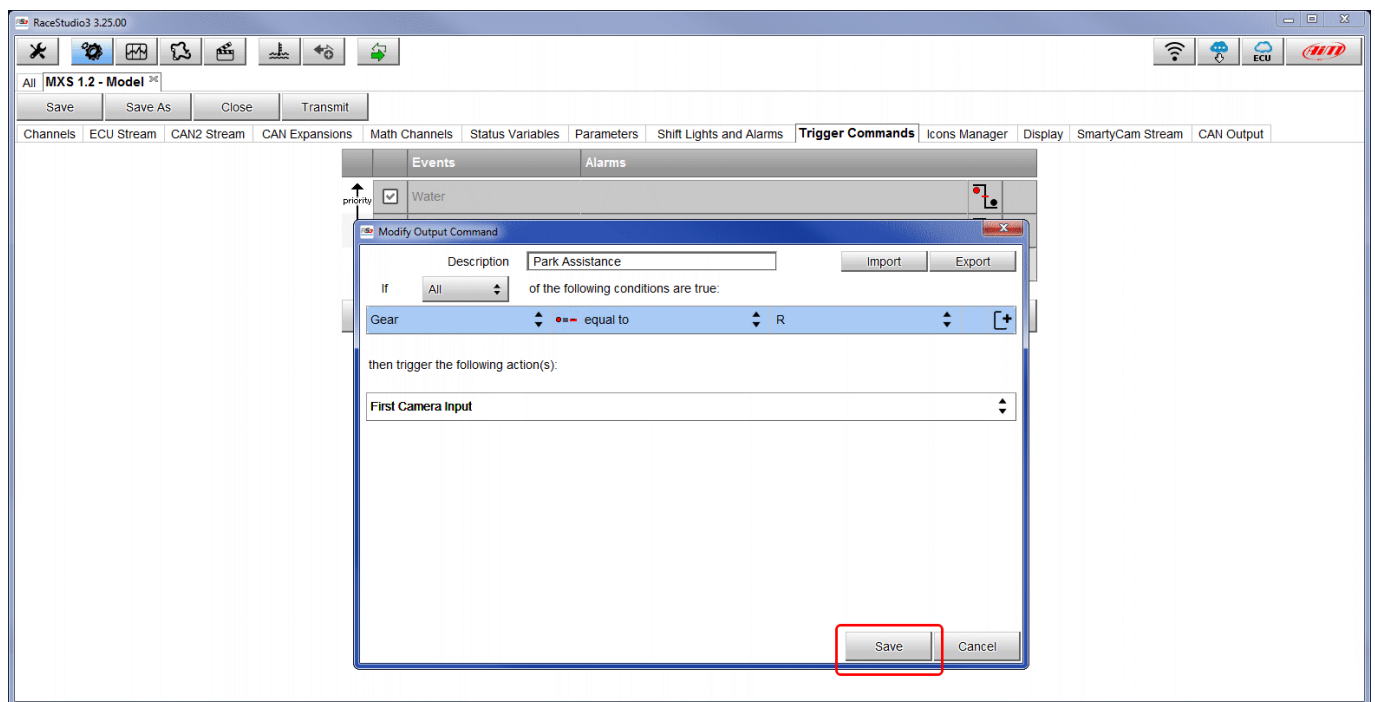 RaceStudio3 3.25.00
ECU
AiM
All MXS 1.2 - Model
Save Save As Close Transmit
Channels ECU Stream CAN2 Stream CAN Expansions Math Channels Status Variables Parameters Shift Lights and Alarms Trigger Commands Icons Manager Display SmartyCam Stream CAN Output
Events Alarms
priority Water
Modify Output Command
Description Park Assistance Import Export
If All of the following conditions are true:
Gear equal to R
then trigger the following action(s):
First Camera Input
Save Cancel